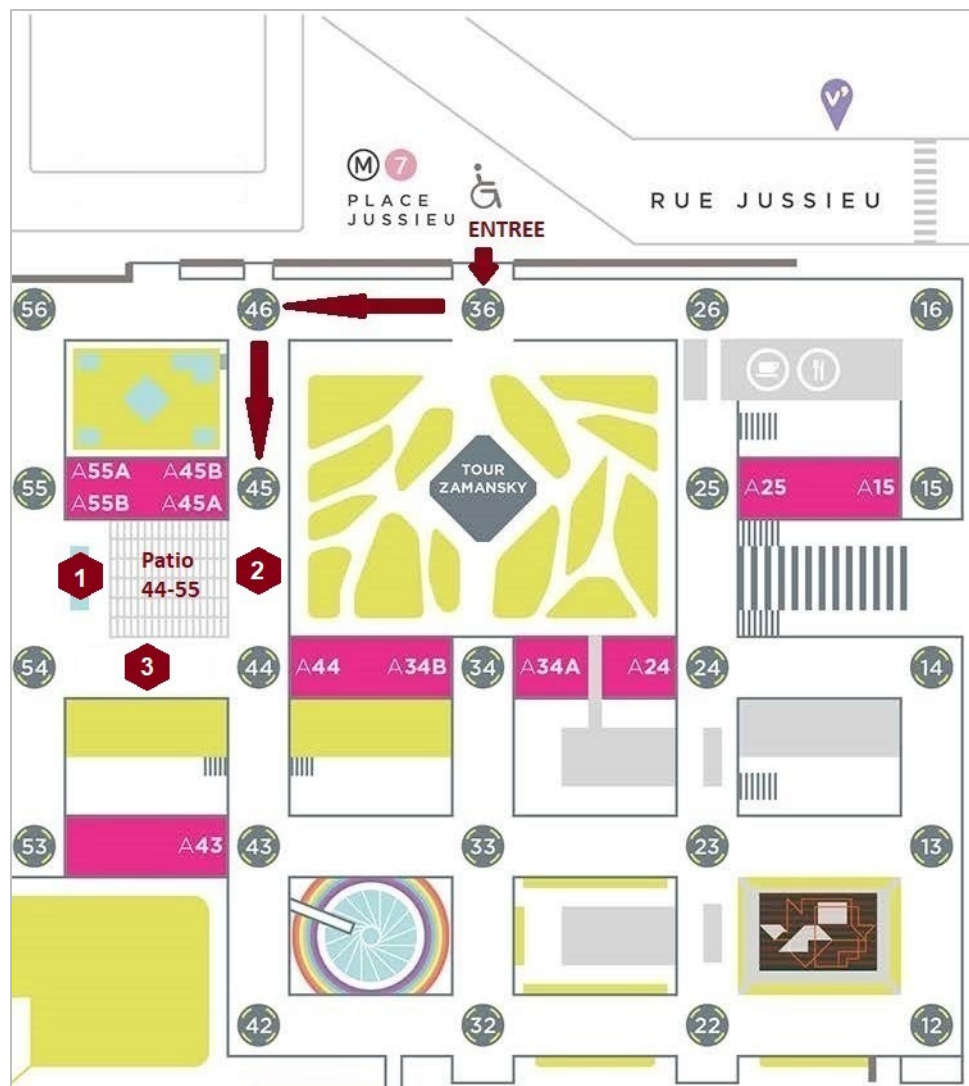 V'
M 7
PLACE
JUSSIEU
RUE JUSSIEU
ENTREE
56 46 36 26 16
TOUR
ZAMANSKY
A55A A45B
A55B A45A
55 45 25 A25 A15 15
Patio
44-55
1 2
3
54 44 A44 A34B 34 A34A A24 24 14
53 A43 43 33 23 13
42 32 22 12